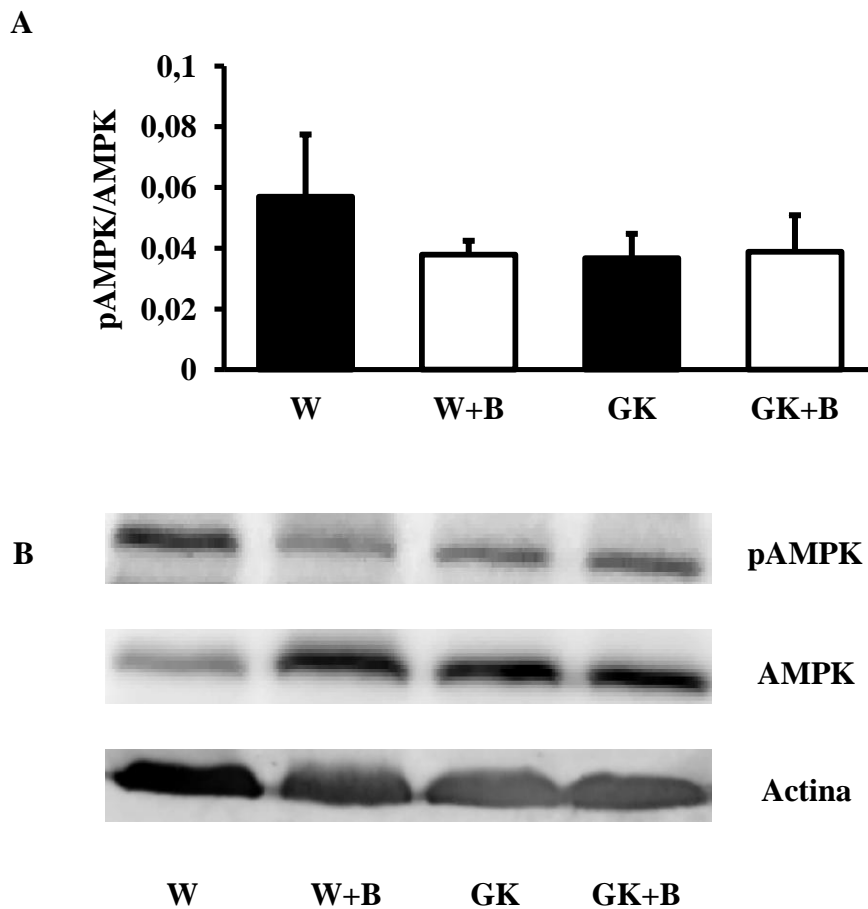 A
0,1
0,08
0,06
0,04
0,02
0
pAMPK/AMPK
W W+B GK GK+B
B
pAMPK
AMPK
Actina
W W+B GK GK+B